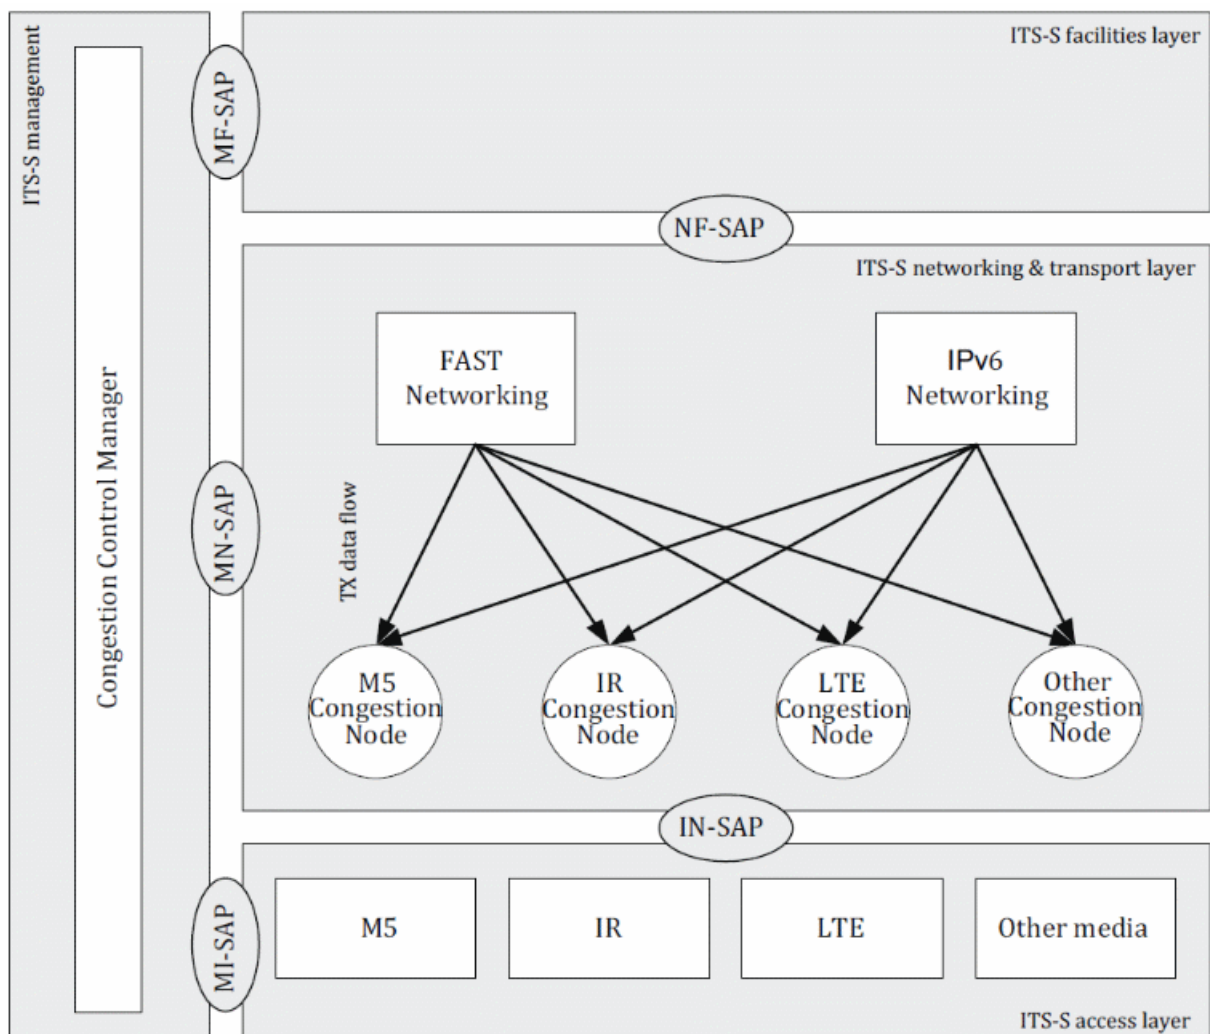 ITS-S management
Congestion Control Manager
MF-SAP
MN-SAP
MI-SAP
ITS-S facilities layer
NF-SAP
ITS-S networking & transport layer
FAST
Networking
IPv6
Networking
TX data flow
M5
Congestion
Node
IR
Congestion
Node
LTE
Congestion
Node
Other
Congestion
Node
IN-SAP
M5
IR
LTE
Other media
ITS-S access layer